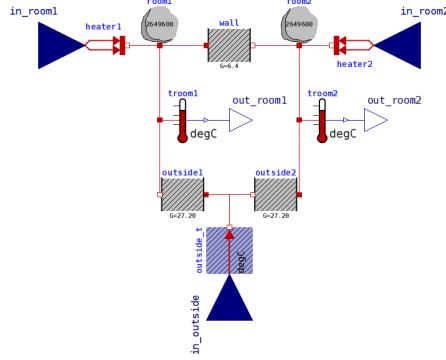 in_room1
heater1
room1
2649600
wall
G=6.4
room2
2649600
in_room2
heater2
troom1
degC
out_room1
troom2
degC
out_room2
outside1
G=27.20
outside2
G=27.20
outside_t
degC
in_outside